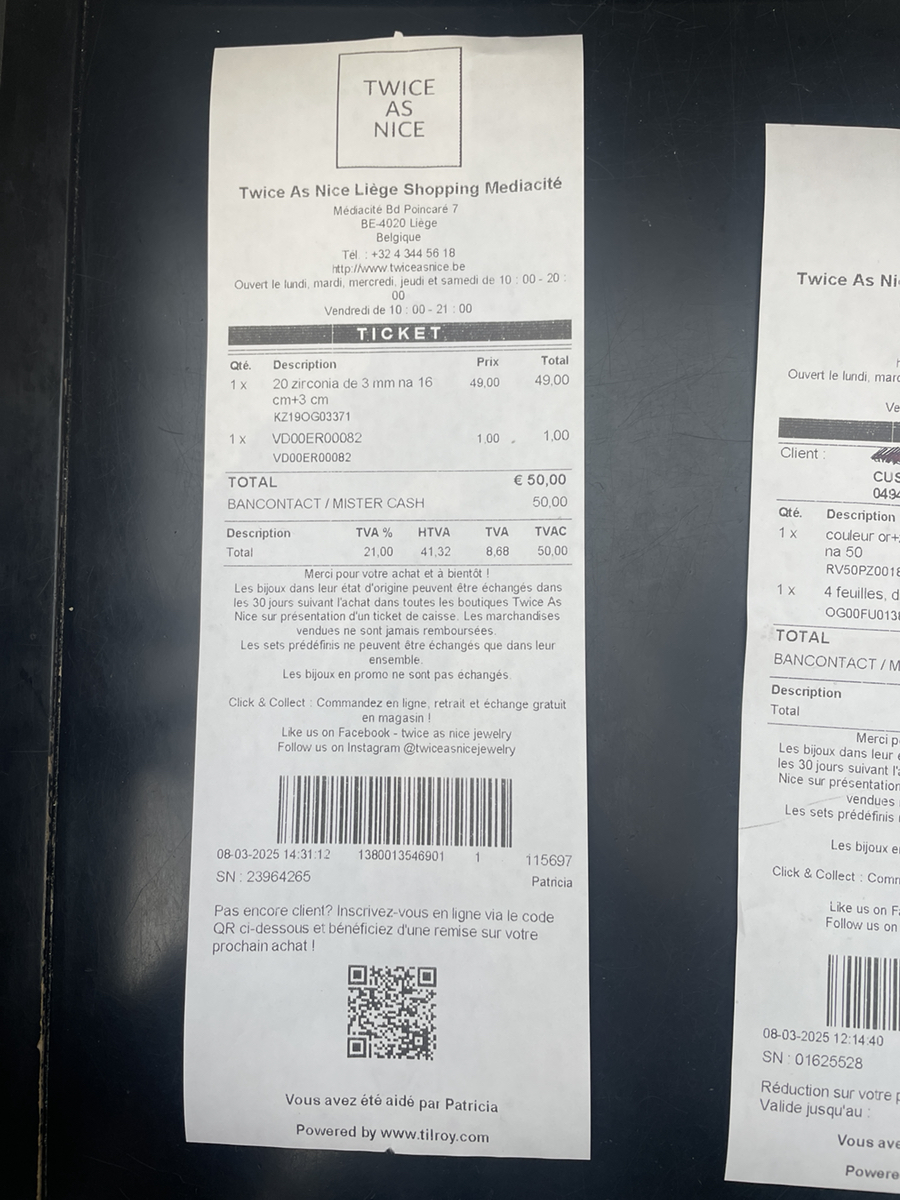 TWICE
AS
NICE
Twice As Nice Liège Shopping Mediacité
Médiacité Bd Poincaré 7
BE-4020 Liège
Belgique
Tél. : +32 4 344 56 18
http://www.twiceasnice.be
Ouvert le lundi, mardi, mercredi, jeudi et samedi de 10 : 00 - 20 :
00
Vendredi de 10 : 00 - 21 : 00
TICKET
Qté. Description Prix Total
1 x 20 zirconia de 3 mm na 16 49,00 49,00
cm+3 cm
KZ19OG03371
1 x VD00ER00082 1,00 1,00
VD00ER00082
TOTAL € 50,00
BANCONTACT / MISTER CASH 50,00
Description TVA % HTVA TVA TVAC
Total 21,00 41,32 8,68 50,00
Merci pour votre achat et à bientôt !
Les bijoux dans leur état d'origine peuvent être échangés dans
les 30 jours suivant l'achat dans toutes les boutiques Twice As
Nice sur présentation d'un ticket de caisse. Les marchandises
vendues ne sont jamais remboursées.
Les sets prédéfinis ne peuvent être échangés que dans leur
ensemble.
Les bijoux en promo ne sont pas échangés.
Click & Collect : Commandez en ligne, retrait et échange gratuit
en magasin !
Like us on Facebook - twice as nice jewelry
Follow us on Instagram @twiceasnicejewelry
08-03-2025 14:31:12 1380013546901 1 115697
SN : 23964265 Patricia
Pas encore client? Inscrivez-vous en ligne via le code
QR ci-dessous et bénéficiez d'une remise sur votre
prochain achat !
Vous avez été aidé par Patricia
Powered by www.tilroy.com
Twice As Ni
Ouvert le lundi, marc
Ve
Client :
CUS
0494
Qté. Description
1 x couleur or+
na 50
RV50PZ0018
1 x 4 feuilles, d
OG00FU013
TOTAL
BANCONTACT / M
Description
Total
Merci p
Les bijoux dans leur
les 30 jours suivant l'a
Nice sur présentation
vendues
Les sets prédéfinis
Les bijoux e
Click & Collect : Comm
Like us on F
Follow us on
08-03-2025 12:14:40
SN : 01625528
Réduction sur votre p
Valide jusqu'au :
Vous ave
Powere